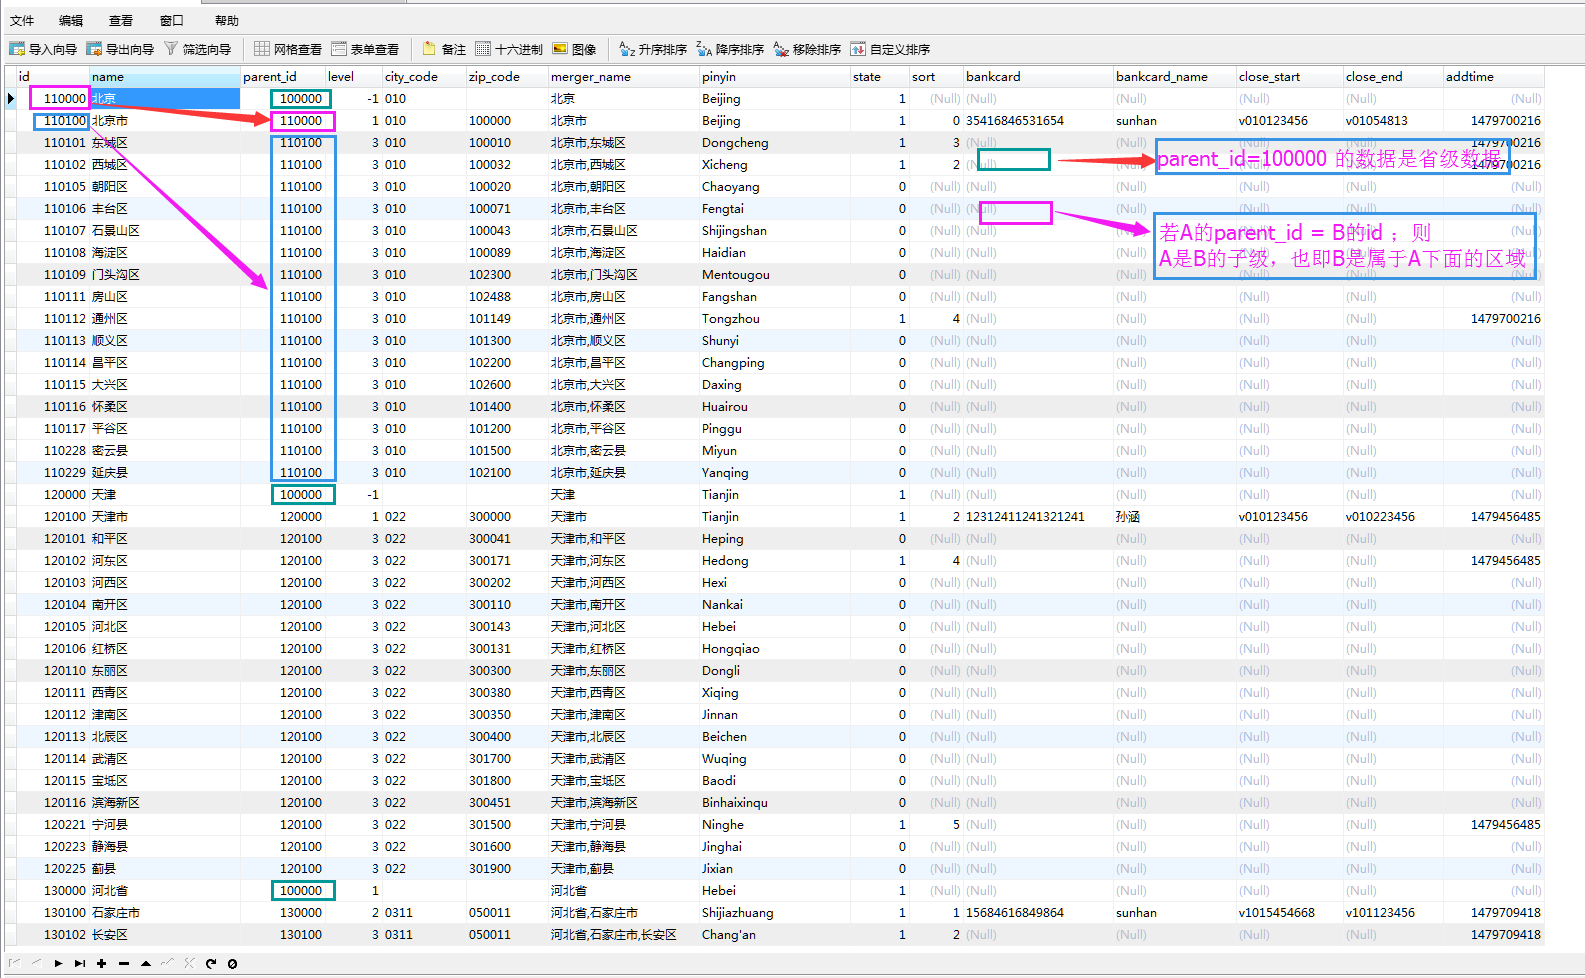 文件 编辑 查看 窗口 帮助
导入向导 导出向导 筛选向导 网格查看 表单查看 备注 十六进制 图像 升序排序 降序排序 移除排序 自定义排序
id name parent_id level city_code zip_code merger_name pinyin state sort bankcard bankcard_name close_start close_end addtime
110000 北京 100000 -1 010 北京 Beijing 1 (Null) (Null) (Null) (Null) (Null) (Null)
110100 北京市 110000 1 010 100000 北京市 Beijing 1 0 35416846531654 sunhan v010123456 v01054813 1479700216
110101 东城区 110100 3 010 100010 北京市,东城区 Dongcheng 1 3 (Null) (Null) (Null) (Null) 1479700216
110102 西城区 110100 3 010 100032 北京市,西城区 Xicheng 1 2 (Null) (Null) (Null) (Null) 1479700216
parent_id=100000 的数据是省级数据
110105 朝阳区 110100 3 010 100020 北京市,朝阳区 Chaoyang 0 (Null) (Null) (Null) (Null) (Null) (Null)
110106 丰台区 110100 3 010 100071 北京市,丰台区 Fengtai 0 (Null) (Null) (Null) (Null) (Null) (Null)
110107 石景山区 110100 3 010 100043 北京市,石景山区 Shijingshan 0 (Null) (Null) (Null) (Null) (Null) (Null)
若A的parent_id = B的id ；则
110108 海淀区 110100 3 010 100089 北京市,海淀区 Haidian 0 (Null) (Null) (Null) (Null) (Null) (Null)
A是B的子级，也即B是属于A下面的区域
110109 门头沟区 110100 3 010 102300 北京市,门头沟区 Mentougou 0 (Null) (Null) (Null) (Null) (Null) (Null)
110111 房山区 110100 3 010 102488 北京市,房山区 Fangshan 0 (Null) (Null) (Null) (Null) (Null) (Null)
110112 通州区 110100 3 010 101149 北京市,通州区 Tongzhou 1 4 (Null) (Null) (Null) (Null) 1479700216
110113 顺义区 110100 3 010 101300 北京市,顺义区 Shunyi 0 (Null) (Null) (Null) (Null) (Null) (Null)
110114 昌平区 110100 3 010 102200 北京市,昌平区 Changping 0 (Null) (Null) (Null) (Null) (Null) (Null)
110115 大兴区 110100 3 010 102600 北京市,大兴区 Daxing 0 (Null) (Null) (Null) (Null) (Null) (Null)
110116 怀柔区 110100 3 010 101400 北京市,怀柔区 Huairou 0 (Null) (Null) (Null) (Null) (Null) (Null)
110117 平谷区 110100 3 010 101200 北京市,平谷区 Pinggu 0 (Null) (Null) (Null) (Null) (Null) (Null)
110228 密云县 110100 3 010 101500 北京市,密云县 Miyun 0 (Null) (Null) (Null) (Null) (Null) (Null)
110229 延庆县 110100 3 010 102100 北京市,延庆县 Yanqing 0 (Null) (Null) (Null) (Null) (Null) (Null)
120000 天津 100000 -1 天津 Tianjin 1 (Null) (Null) (Null) (Null) (Null) (Null)
120100 天津市 120000 1 022 300000 天津市 Tianjin 1 2 12312411241321241 孙涵 v010123456 v010223456 1479456485
120101 和平区 120100 3 022 300041 天津市,和平区 Heping 0 (Null) (Null) (Null) (Null) (Null) (Null)
120102 河东区 120100 3 022 300171 天津市,河东区 Hedong 1 4 (Null) (Null) (Null) (Null) 1479456485
120103 河西区 120100 3 022 300202 天津市,河西区 Hexi 0 (Null) (Null) (Null) (Null) (Null) (Null)
120104 南开区 120100 3 022 300110 天津市,南开区 Nankai 0 (Null) (Null) (Null) (Null) (Null) (Null)
120105 河北区 120100 3 022 300143 天津市,河北区 Hebei 0 (Null) (Null) (Null) (Null) (Null) (Null)
120106 红桥区 120100 3 022 300131 天津市,红桥区 Hongqiao 0 (Null) (Null) (Null) (Null) (Null) (Null)
120110 东丽区 120100 3 022 300300 天津市,东丽区 Dongli 0 (Null) (Null) (Null) (Null) (Null) (Null)
120111 西青区 120100 3 022 300380 天津市,西青区 Xiqing 0 (Null) (Null) (Null) (Null) (Null) (Null)
120112 津南区 120100 3 022 300350 天津市,津南区 Jinnan 0 (Null) (Null) (Null) (Null) (Null) (Null)
120113 北辰区 120100 3 022 300400 天津市,北辰区 Beichen 0 (Null) (Null) (Null) (Null) (Null) (Null)
120114 武清区 120100 3 022 301700 天津市,武清区 Wuqing 0 (Null) (Null) (Null) (Null) (Null) (Null)
120115 宝坻区 120100 3 022 301800 天津市,宝坻区 Baodi 0 (Null) (Null) (Null) (Null) (Null) (Null)
120116 滨海新区 120100 3 022 300451 天津市,滨海新区 Binhaixinqu 0 (Null) (Null) (Null) (Null) (Null) (Null)
120221 宁河县 120100 3 022 301500 天津市,宁河县 Ninghe 1 5 (Null) (Null) (Null) (Null) 1479456485
120223 静海县 120100 3 022 301600 天津市,静海县 Jinghai 0 (Null) (Null) (Null) (Null) (Null) (Null)
120225 蓟县 120100 3 022 301900 天津市,蓟县 Jixian 0 (Null) (Null) (Null) (Null) (Null) (Null)
130000 河北省 100000 1 河北省 Hebei 1 (Null) (Null) (Null) (Null) (Null) (Null)
130100 石家庄市 130000 2 0311 050011 河北省,石家庄市 Shijiazhuang 1 1 15684616849864 sunhan v1015454668 v101123456 1479709418
130102 长安区 130100 3 0311 050011 河北省,石家庄市,长安区 Chang'an 1 2 (Null) (Null) (Null) (Null) 1479709418